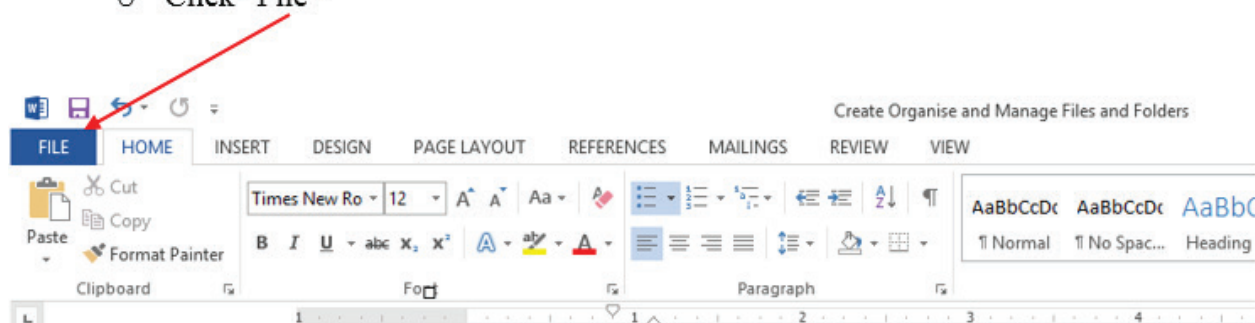 o Click "File"
Create Organise and Manage Files and Folders
FILE HOME INSERT DESIGN PAGE LAYOUT REFERENCES MAILINGS REVIEW VIEW
Cut
Copy
Paste
Format Painter
Times New Ro 12 Aa
B I U abc X₂ X² A ab A
AaBbCcDc AaBbCcDc AaBbC
¶ Normal ¶ No Spac... Heading
Clipboard Font Paragraph
L 1 1 2 3 4